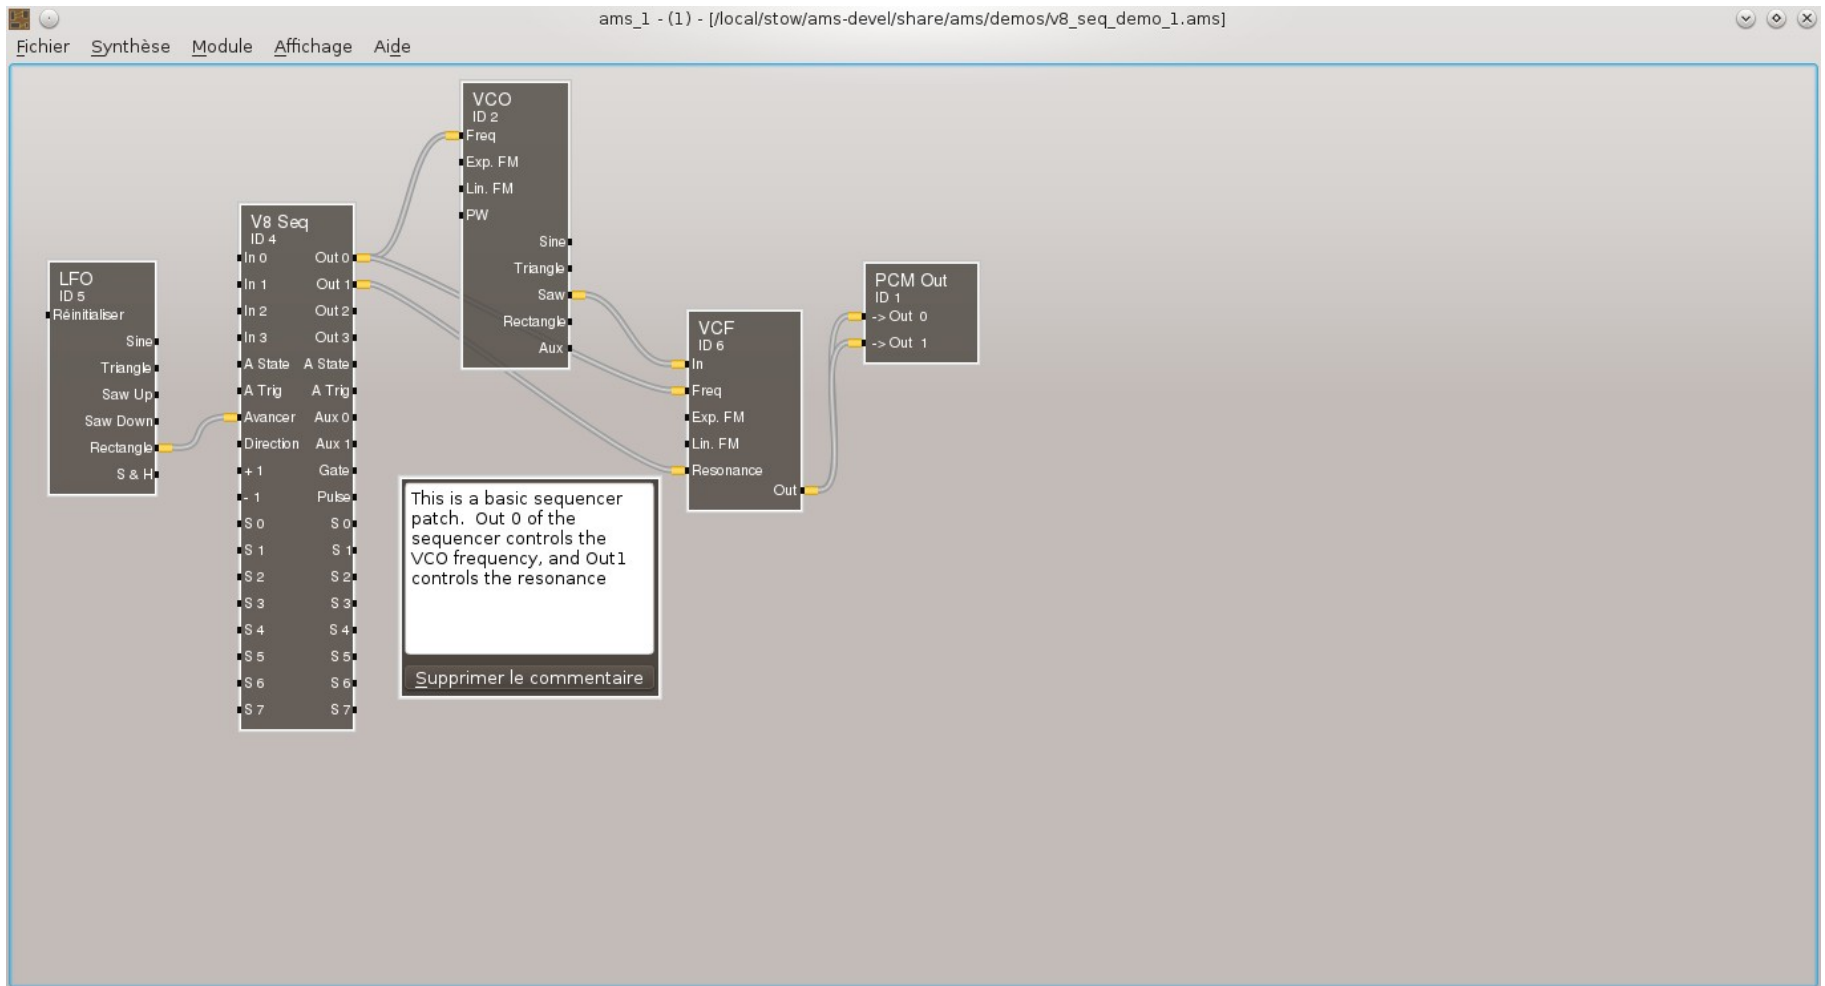 ams_1 - (1) - [/local/stow/ams-devel/share/ams/demos/v8_seq_demo_1.ams]
Fichier Synthèse Module Affichage Aide
LFO
ID 5
Réinitialiser
Sine
Triangle
Saw Up
Saw Down
Rectangle
S & H
V8 Seq
ID 4
In 0 Out 0
In 1 Out 1
In 2 Out 2
In 3 Out 3
A State A State
A Trig A Trig
Avancer Aux 0
Direction Aux 1
+ 1 Gate
- 1 Pulse
S 0 S 0
S 1 S 1
S 2 S 2
S 3 S 3
S 4 S 4
S 5 S 5
S 6 S 6
S 7 S 7
VCO
ID 2
Freq
Exp. FM
Lin. FM
PW
Sine
Triangle
Saw
Rectangle
Aux
This is a basic sequencer
patch.  Out 0 of the
sequencer controls the
VCO frequency, and Out1
controls the resonance
Supprimer le commentaire
VCF
ID 6
In
Freq
Exp. FM
Lin. FM
Resonance
Out
PCM Out
ID 1
-> Out 0
-> Out 1